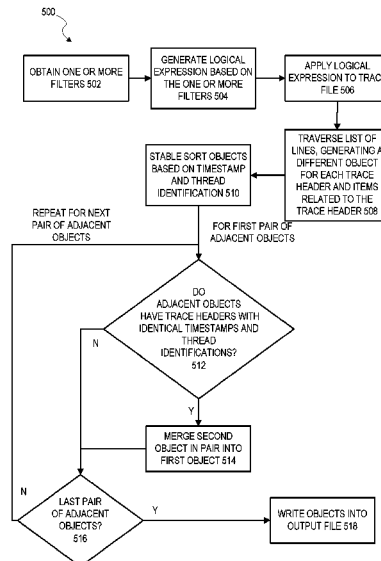 500
OBTAIN ONE OR MORE
FILTERS 502
GENERATE LOGICAL
EXPRESSION BASED ON
THE ONE OR MORE
FILTERS 504
APPLY LOGICAL
EXPRESSION TO TRACE
FILE 506
TRAVERSE LIST OF
LINES, GENERATING A
DIFFERENT OBJECT
FOR EACH TRACE
HEADER AND ITEMS
RELATED TO THE
TRACE HEADER 508
STABLE SORT OBJECTS
BASED ON TIMESTAMP
AND THREAD
IDENTIFICATION 510
REPEAT FOR NEXT
PAIR OF ADJACENT
OBJECTS
FOR FIRST PAIR OF
ADJACENT OBJECTS
DO
ADJACENT OBJECTS
HAVE TRACE HEADERS WITH
IDENTICAL TIMESTAMPS AND
THREAD
IDENTIFICATIONS?
512
N
Y
MERGE SECOND
OBJECT IN PAIR INTO
FIRST OBJECT 514
N
LAST PAIR
OF ADJACENT
OBJECTS?
516
Y
WRITE OBJECTS INTO
OUTPUT FILE 518